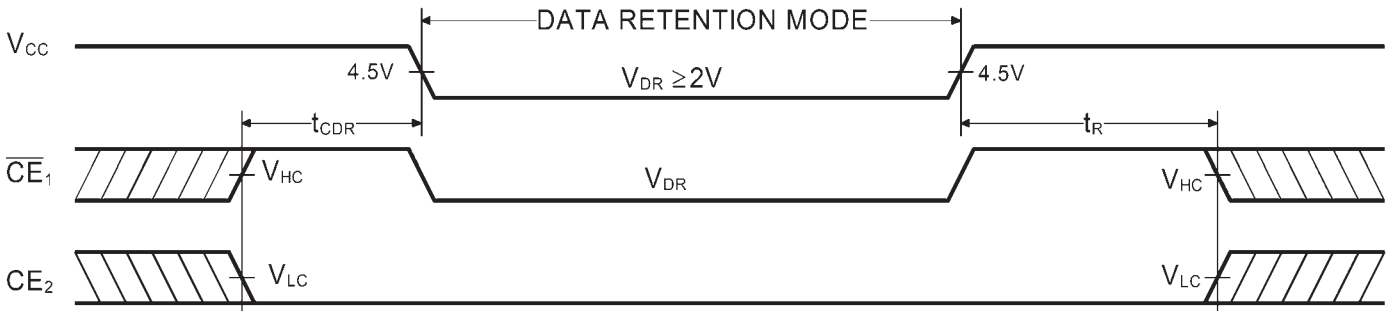 DATA RETENTION MODE
VCC
4.5V
VDR ≥2V
4.5V
tCDR
tR
CE1
VHC
VDR
VHC
CE2
VLC
VLC